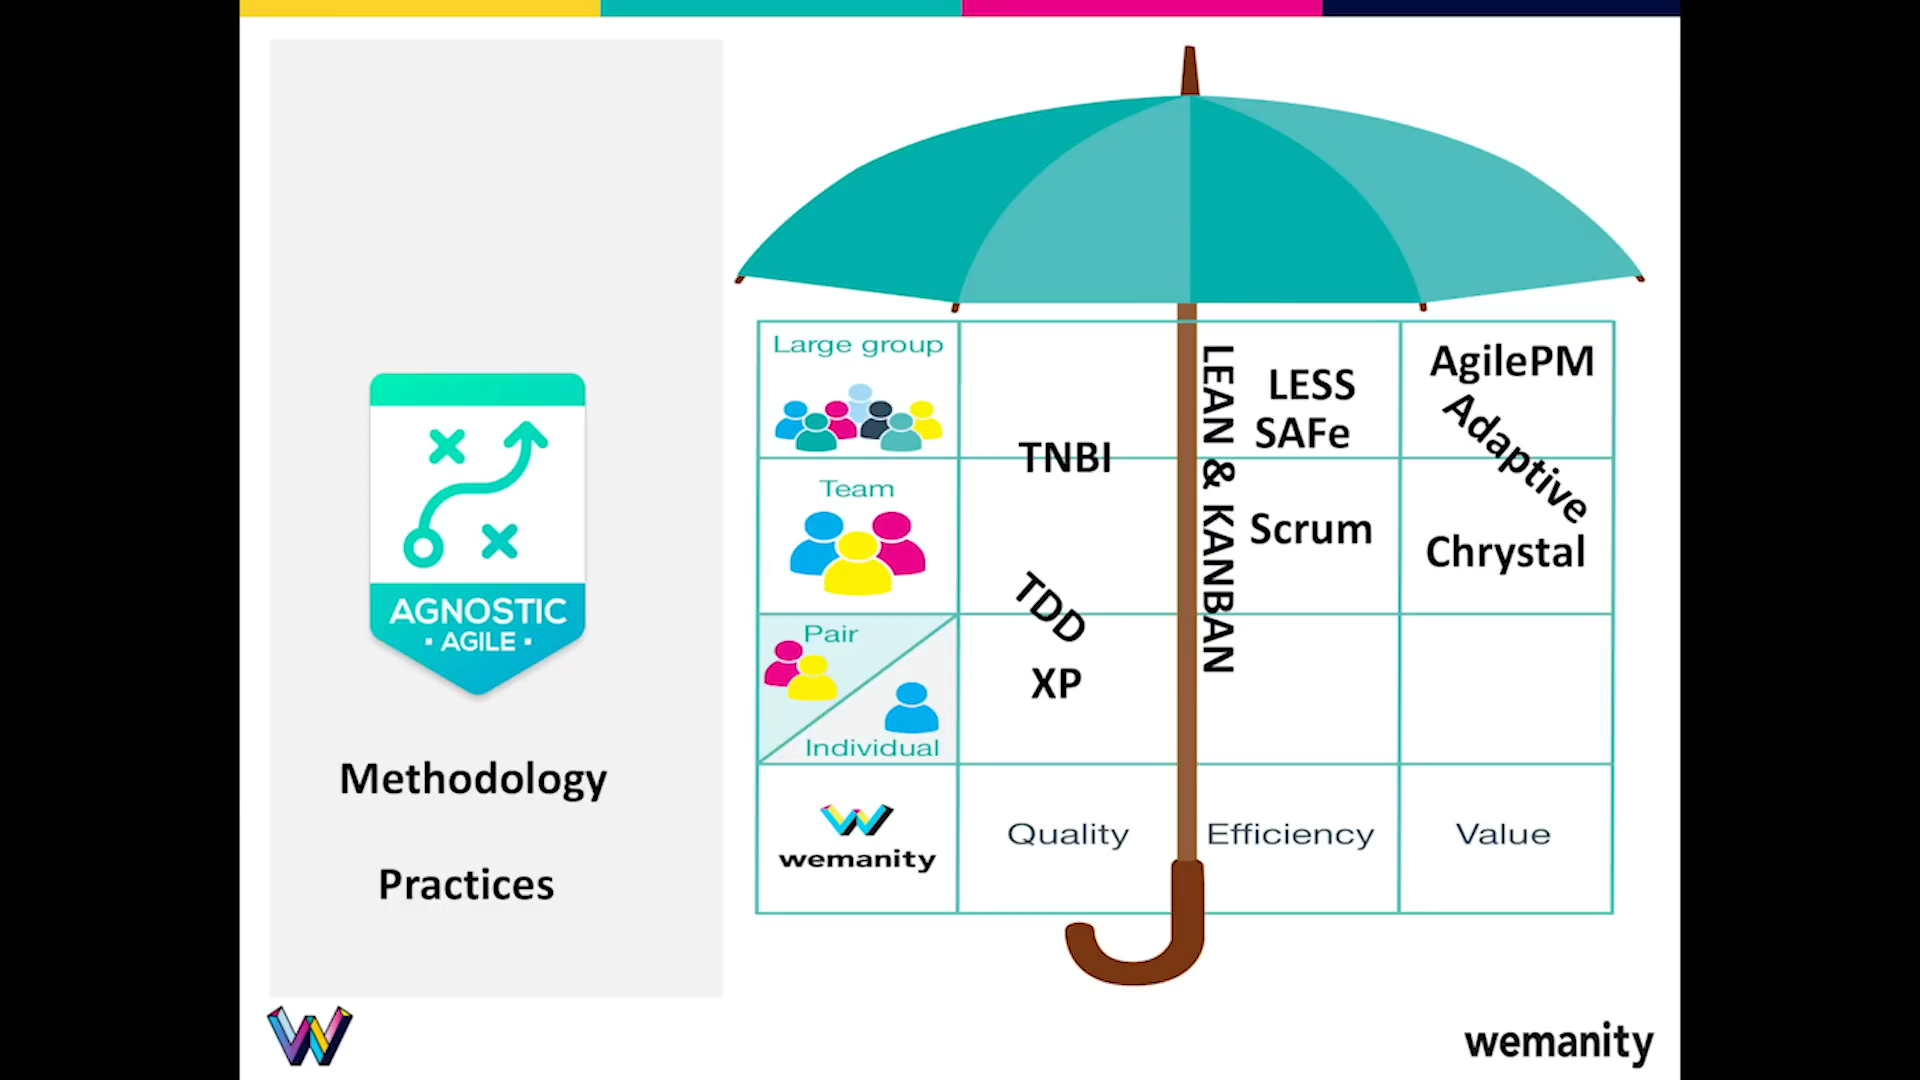 AGNOSTIC
· AGILE ·
Methodology
Practices
Large group
Team
Pair
Individual
wemanity
TNBI
TDD
XP
LEAN & KANBAN
LESS
SAFe
Scrum
AgilePM
Adaptive
Chrystal
Quality
Efficiency
Value
wemanity